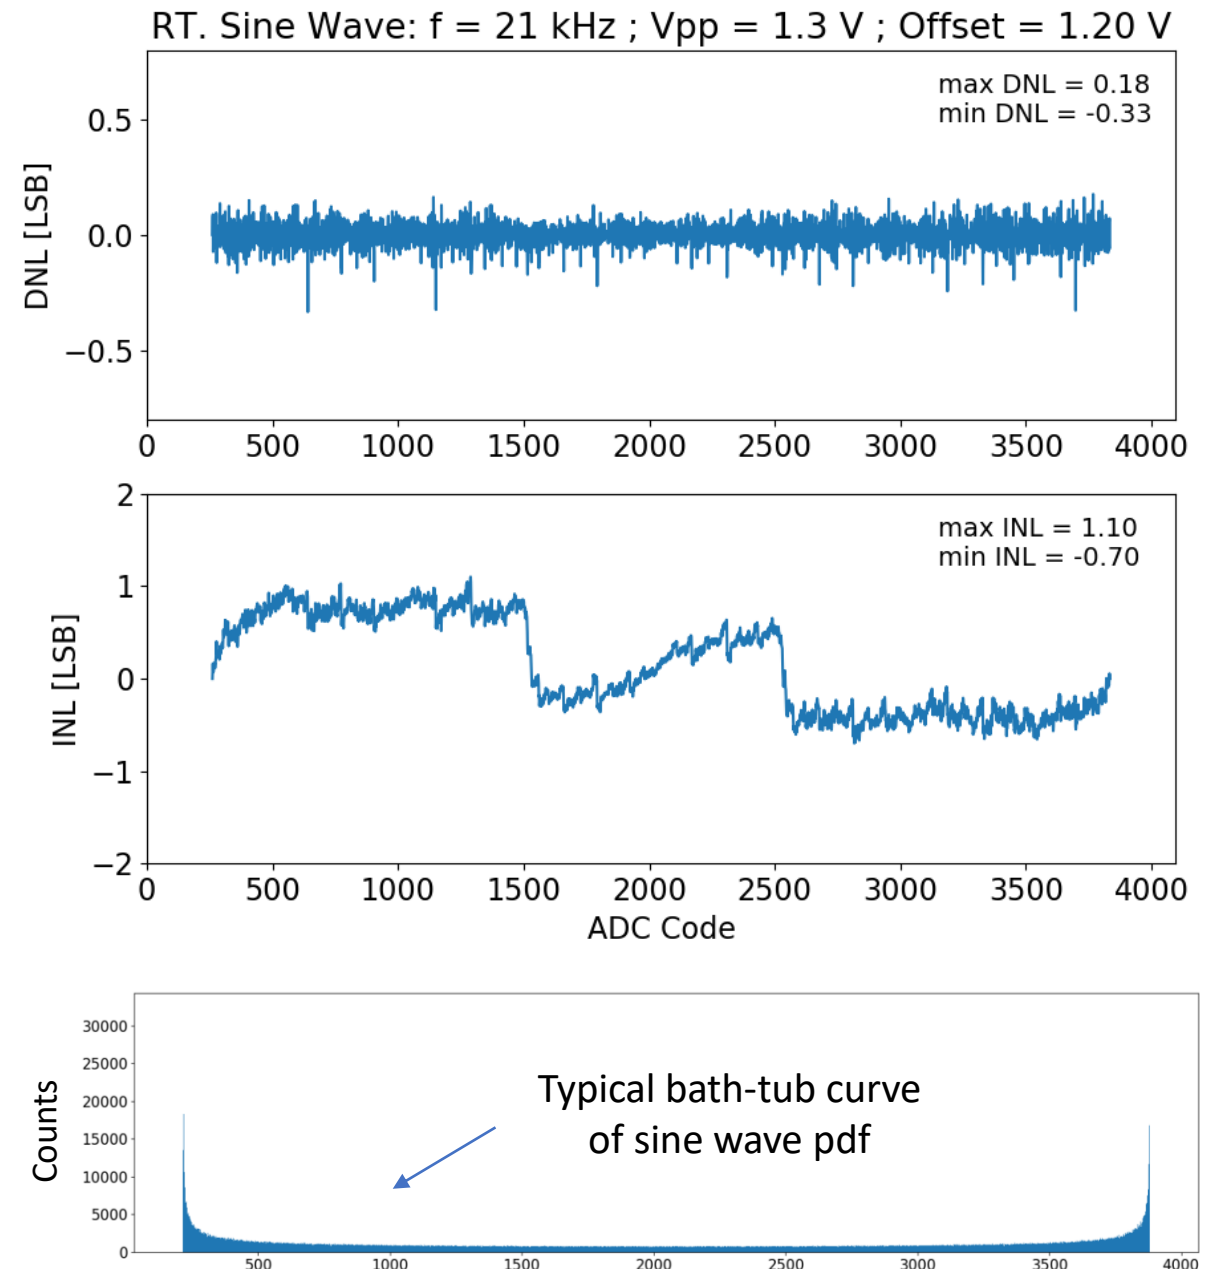 RT. Sine Wave: f = 21 kHz ; Vpp = 1.3 V ; Offset = 1.20 V
max DNL = 0.18
min DNL = -0.33
DNL [LSB]
0.5
0.0
−0.5
0 500 1000 1500 2000 2500 3000 3500 4000
max INL = 1.10
min INL = -0.70
INL [LSB]
2
1
0
−1
−2
0 500 1000 1500 2000 2500 3000 3500 4000
ADC Code
Counts
30000
25000
20000
15000
10000
5000
0
Typical bath-tub curve
of sine wave pdf
500 1000 1500 2000 2500 3000 3500 4000